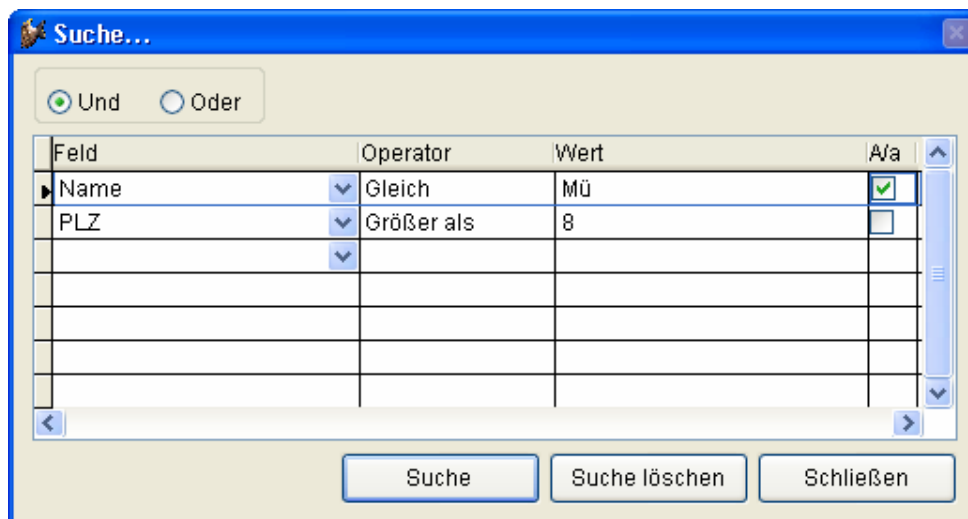 Suche...
Und Oder
Feld Operator Wert A/a
Name Gleich Mü
PLZ Größer als 8
Suche Suche löschen Schließen